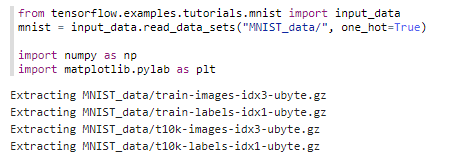 from tensorflow.examples.tutorials.mnist import input_data
mnist = input_data.read_data_sets("MNIST_data/", one_hot=True)
import numpy as np
import matplotlib.pylab as plt
Extracting MNIST_data/train-images-idx3-ubyte.gz
Extracting MNIST_data/train-labels-idx1-ubyte.gz
Extracting MNIST_data/t10k-images-idx3-ubyte.gz
Extracting MNIST_data/t10k-labels-idx1-ubyte.gz